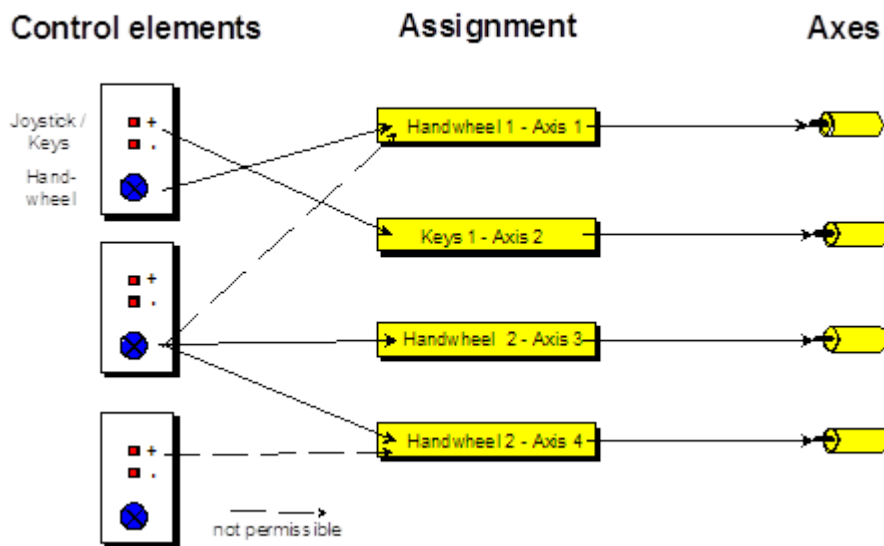 Control elements
Assignment
Axes
Joystick /
Keys
Hand-
wheel
+
-
Handwheel 1 - Axis 1
Keys 1 - Axis 2
+
-
Handwheel 2 - Axis 3
Handwheel 2 - Axis 4
+
-
not permissible